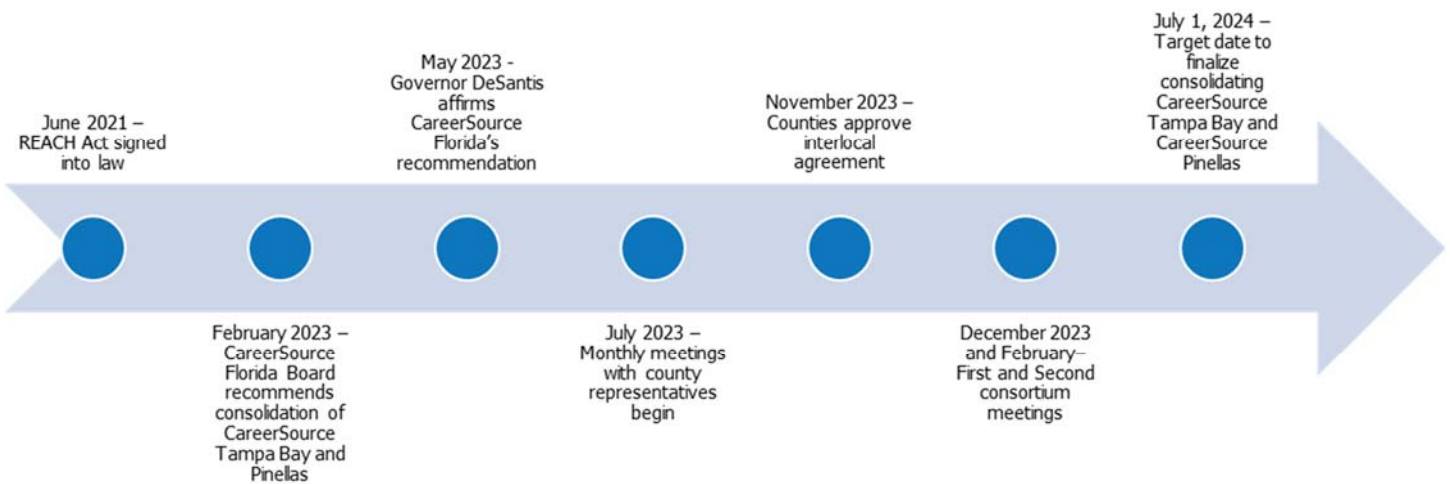 June 2021 –
REACH Act signed
into law
February 2023 –
CareerSource
Florida Board
recommends
consolidation of
CareerSource
Tampa Bay and
Pinellas
May 2023 -
Governor DeSantis
affirms
CareerSource
Florida's
recommendation
July 2023 –
Monthly meetings
with county
representatives
begin
November 2023 –
Counties approve
interlocal
agreement
December 2023
and February–
First and Second
consortium
meetings
July 1, 2024 –
Target date to
finalize
consolidating
CareerSource
Tampa Bay and
CareerSource
Pinellas